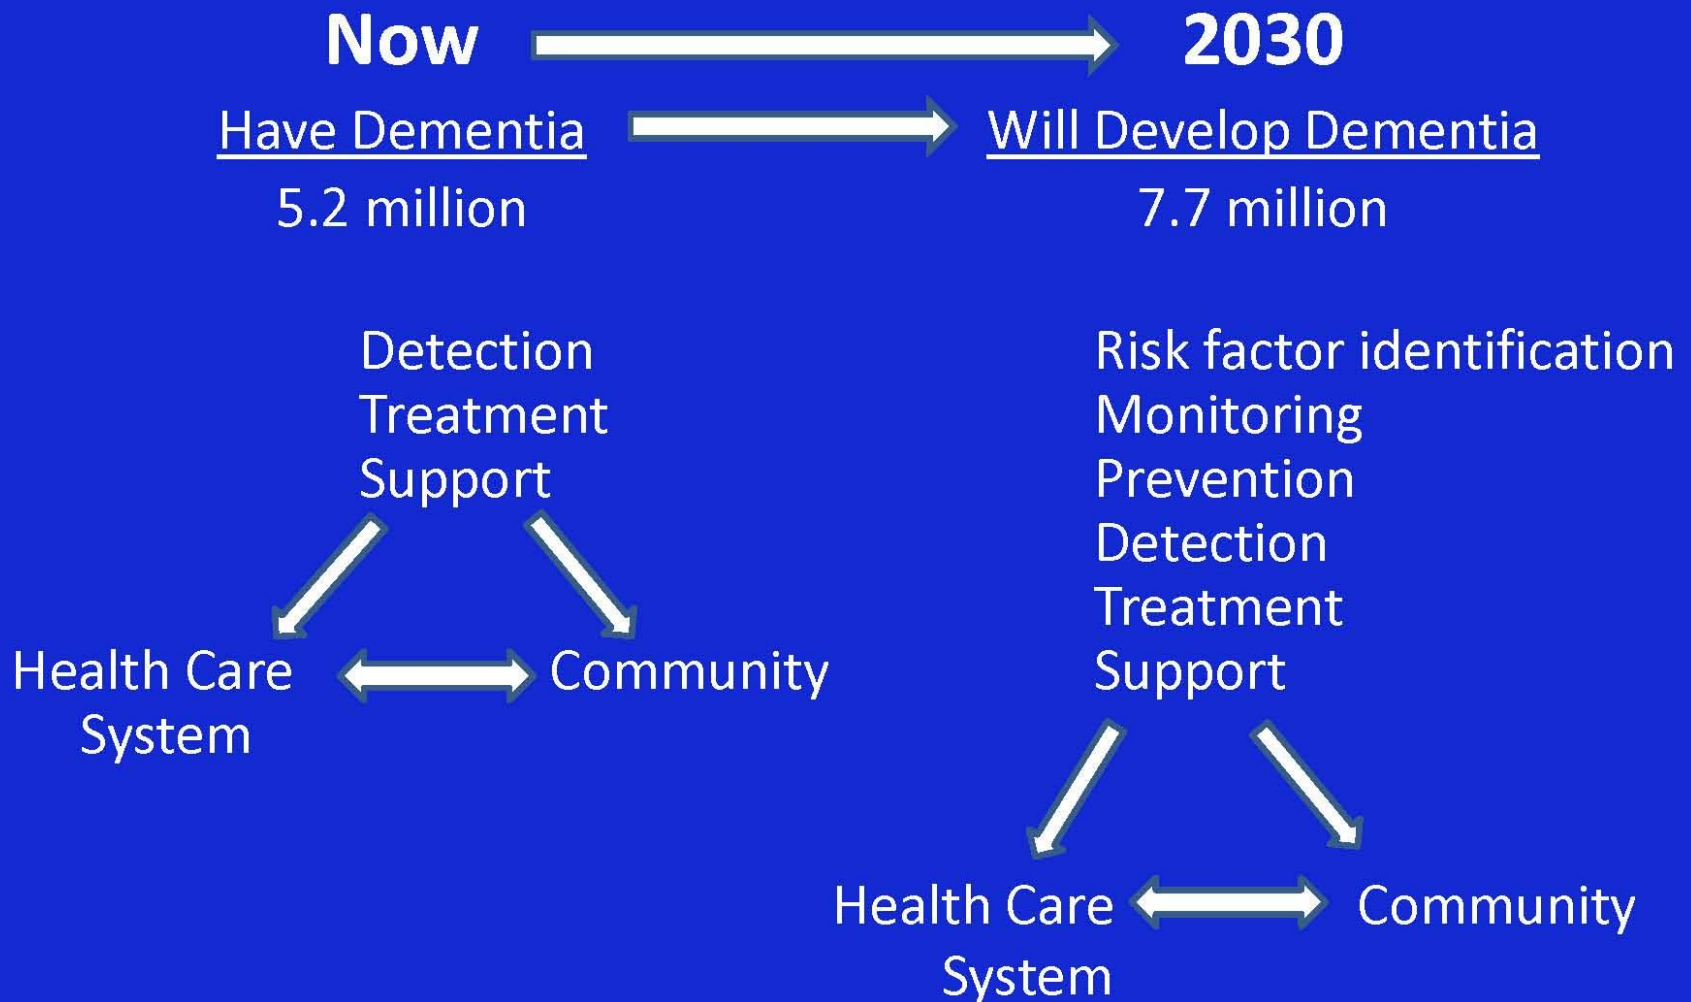 Now
2030
Have Dementia
Will Develop Dementia
5.2 million
7.7 million
Detection
Treatment
Support
Health Care
System
Community
Risk factor identification
Monitoring
Prevention
Detection
Treatment
Support
Health Care
System
Community